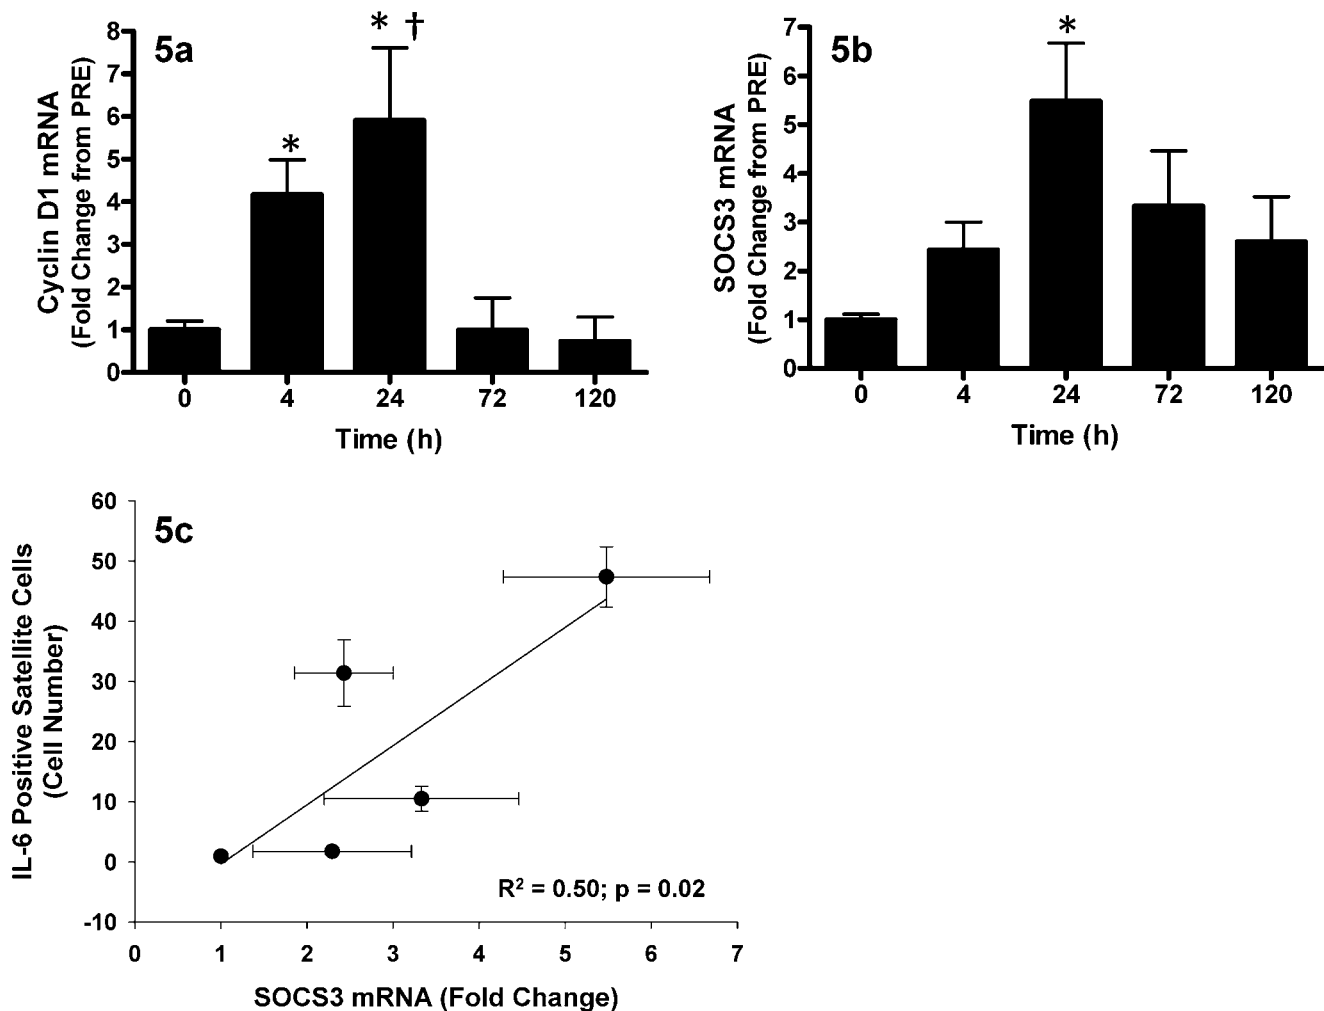 5a
* †
*
Cyclin D1 mRNA
(Fold Change from PRE)
8
7
6
5
4
3
2
1
0
0 4 24 72 120
Time (h)
5b
*
SOCS3 mRNA
(Fold Change from PRE)
7
6
5
4
3
2
1
0
0 4 24 72 120
Time (h)
5c
IL-6 Positive Satellite Cells
(Cell Number)
60
50
40
30
20
10
0
-10
R² = 0.50; p = 0.02
0 1 2 3 4 5 6 7
SOCS3 mRNA (Fold Change)